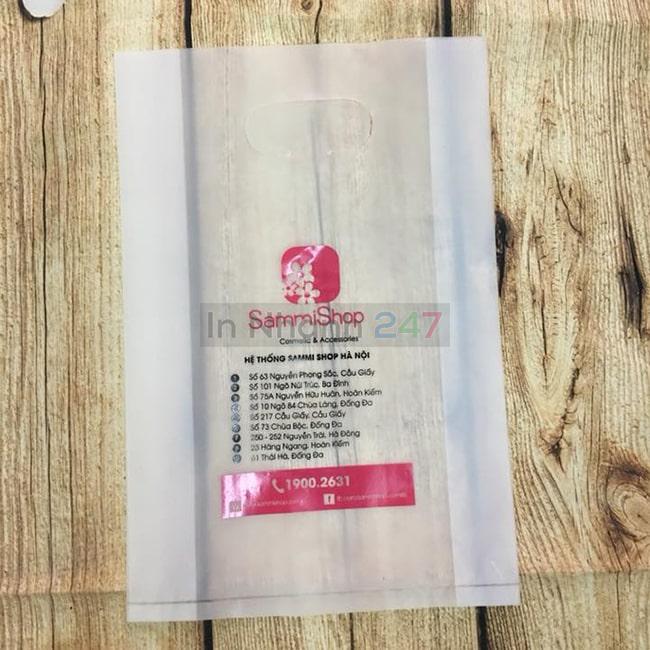 SammiShop
In Nhanh 247
Cosmetic & Accessories
HỆ THỐNG SAMMI SHOP HÀ NỘI
Số 63 Nguyễn Phong Sắc, Cầu Giấy
Số 101 Ngõ Núi Trúc, Ba Đình
Số 75A Nguyễn Hữu Huân, Hoàn Kiếm
Số 10 Ngõ 84 Chùa Láng, Đống Đa
Số 217 Cầu Giấy, Cầu Giấy
Số 73 Chùa Bộc, Đống Đa
250 - 252 Nguyễn Trãi, Hà Đông
23 Hàng Ngang, Hoàn Kiếm
61 Thái Hà, Đống Đa
1900.2631